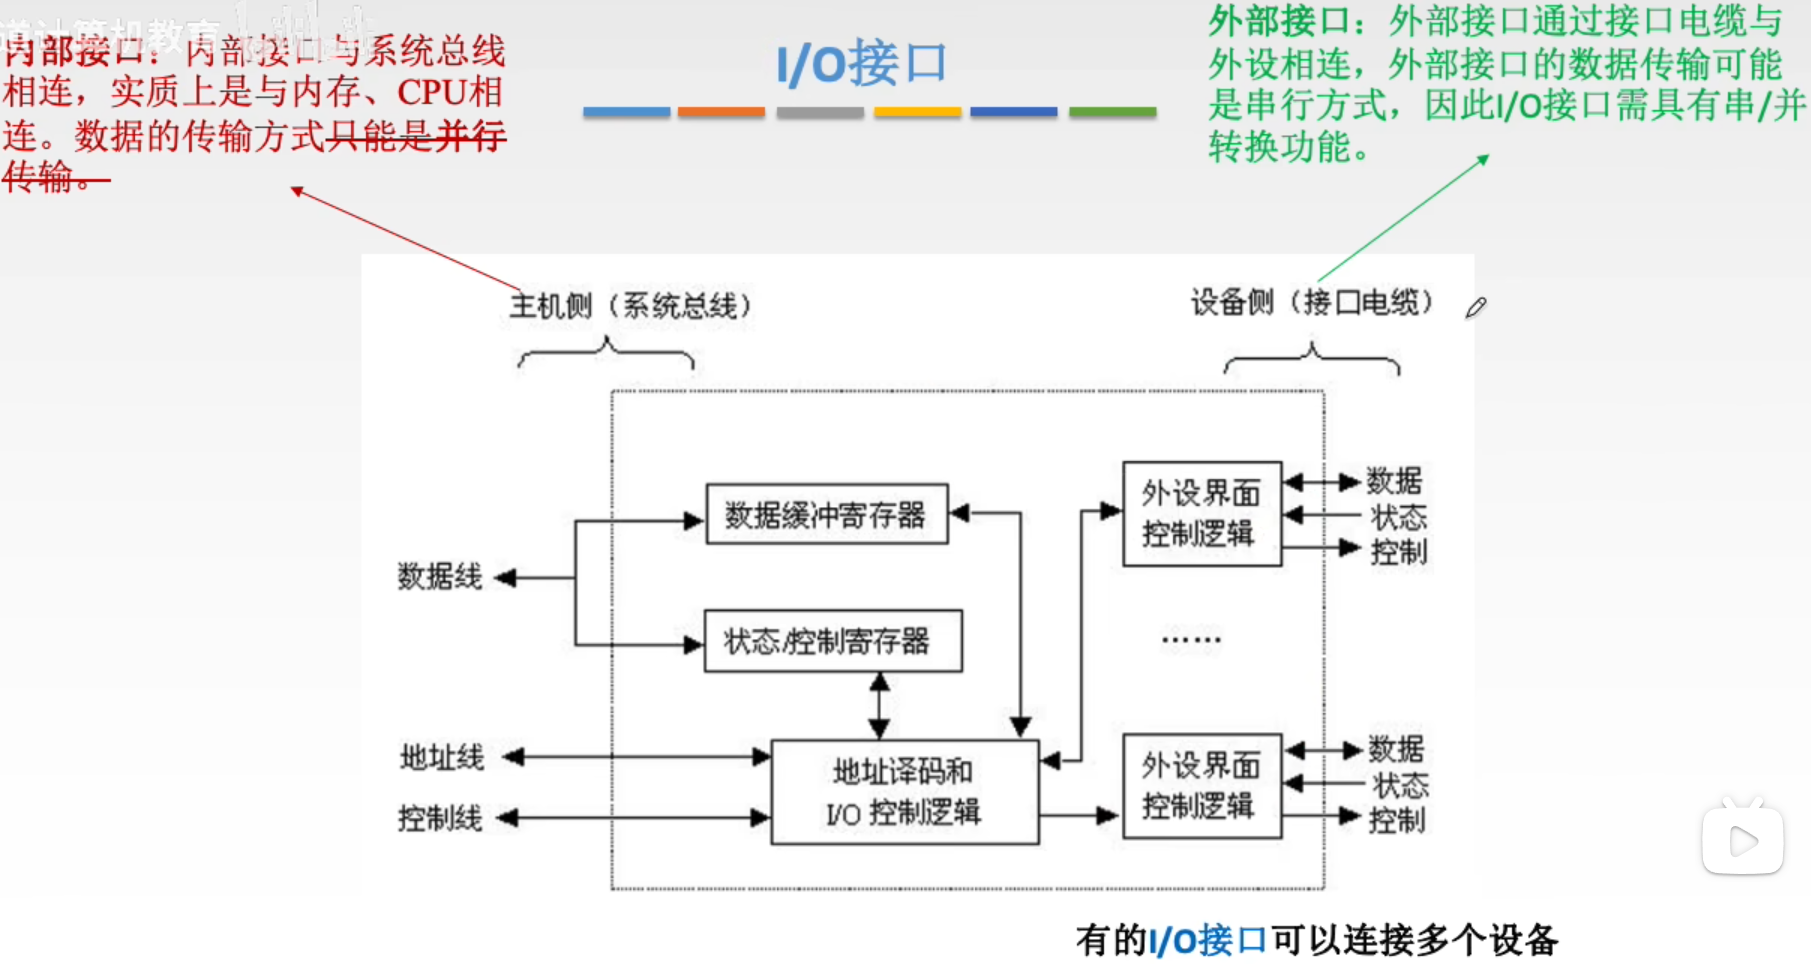 道计算机教育
I/O接口
内部接口：内部接口与系统总线
相连，实质上是与内存、CPU相
连。数据的传输方式只能是并行
传输。
外部接口：外部接口通过接口电缆与
外设相连，外部接口的数据传输可能
是串行方式，因此I/O接口需具有串/并
转换功能。
主机侧（系统总线）
设备侧（接口电缆）
数据缓冲寄存器
外设界面
控制逻辑
数据
状态
控制
数据线
状态/控制寄存器
……
地址线
控制线
地址译码和
I/O 控制逻辑
外设界面
控制逻辑
数据
状态
控制
有的I/O接口可以连接多个设备